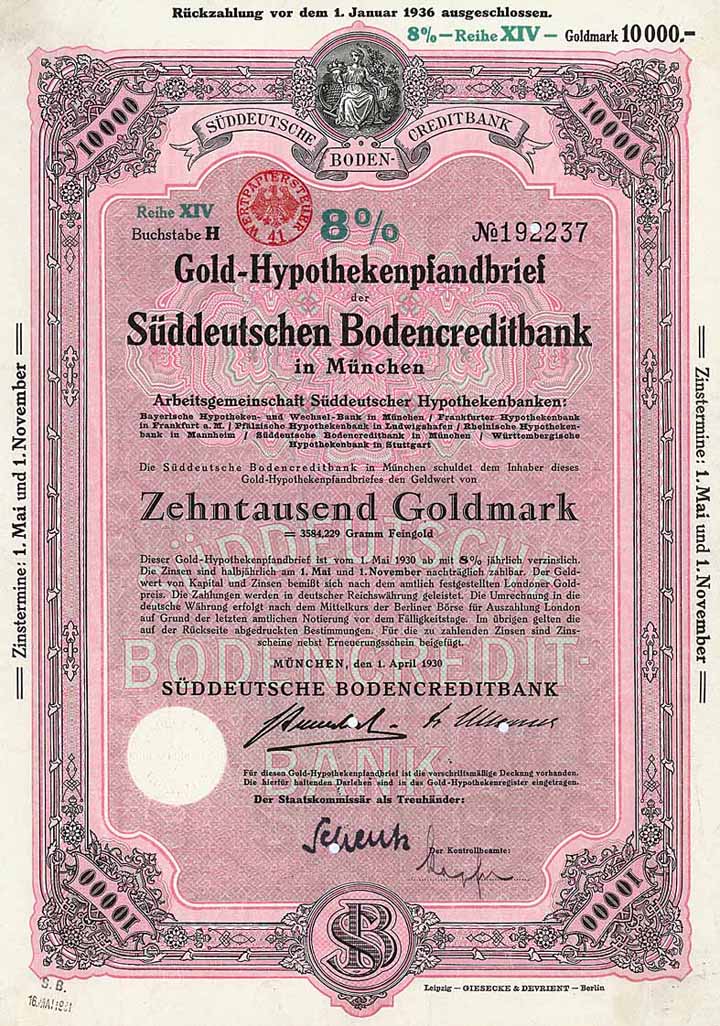 Rückzahlung vor dem 1. Januar 1936 ausgeschlossen.
8% — Reihe XIV — Goldmark 10000.-
10000
10000
SÜDDEUTSCHE BODEN- CREDITBANK
WERTPAPIERSTEUER
41
Reihe XIV
8%
Buchstabe H
№192237
Gold-Hypothekenpfandbrief
der
Süddeutschen Bodencreditbank
in München
Arbeitsgemeinschaft Süddeutscher Hypothekenbanken:
Bayerische Hypotheken- und Wechsel-Bank in München / Frankfurter Hypothekenbank
in Frankfurt a. M. / Pfälzische Hypothekenbank in Ludwigshafen / Rheinische Hypotheken-
bank in Mannheim / Süddeutsche Bodencreditbank in München / Württembergische
Hypothekenbank in Stuttgart
Die Süddeutsche Bodencreditbank in München schuldet dem Inhaber dieses
Gold-Hypothekenpfandbriefes den Geldwert von
Zehntausend Goldmark
= 3584,229 Gramm Feingold
Dieser Gold-Hypothekenpfandbrief ist vom 1. Mai 1930 ab mit 8% jährlich verzinslich.
Die Zinsen sind halbjährlich am 1. Mai und 1. November nachträglich zahlbar. Der Geld-
wert von Kapital und Zinsen bemißt sich nach dem amtlich festgestellten Londoner Gold-
preis. Die Zahlungen werden in deutscher Reichswährung geleistet. Die Umrechnung in die
deutsche Währung erfolgt nach dem Mittelkurs der Berliner Börse für Auszahlung London
auf Grund der letzten amtlichen Notierung vor dem Fälligkeitstage. Im übrigen gelten die
auf der Rückseite abgedruckten Bestimmungen. Für die zu zahlenden Zinsen sind Zins-
scheine nebst Erneuerungsschein beigefügt.
MÜNCHEN, den 1. April 1930
SÜDDEUTSCHE BODENCREDITBANK
SÜDDEUTSCH
BODENCREDIT-
BANK
Für diesen Gold-Hypothekenpfandbrief ist die vorschriftsmäßige Deckung vorhanden.
Die hierfür haltenden Darlehen sind in das Gold-Hypothekenregister eingetragen.
Der Staatskommissär als Treuhänder:
Der Kontrollbeamte:
10000
10000
SB
Zinstermine: 1. Mai und 1. November
Zinstermine: 1. Mai und 1. November
S. B.
Leipzig — GIESECKE & DEVRIENT — Berlin